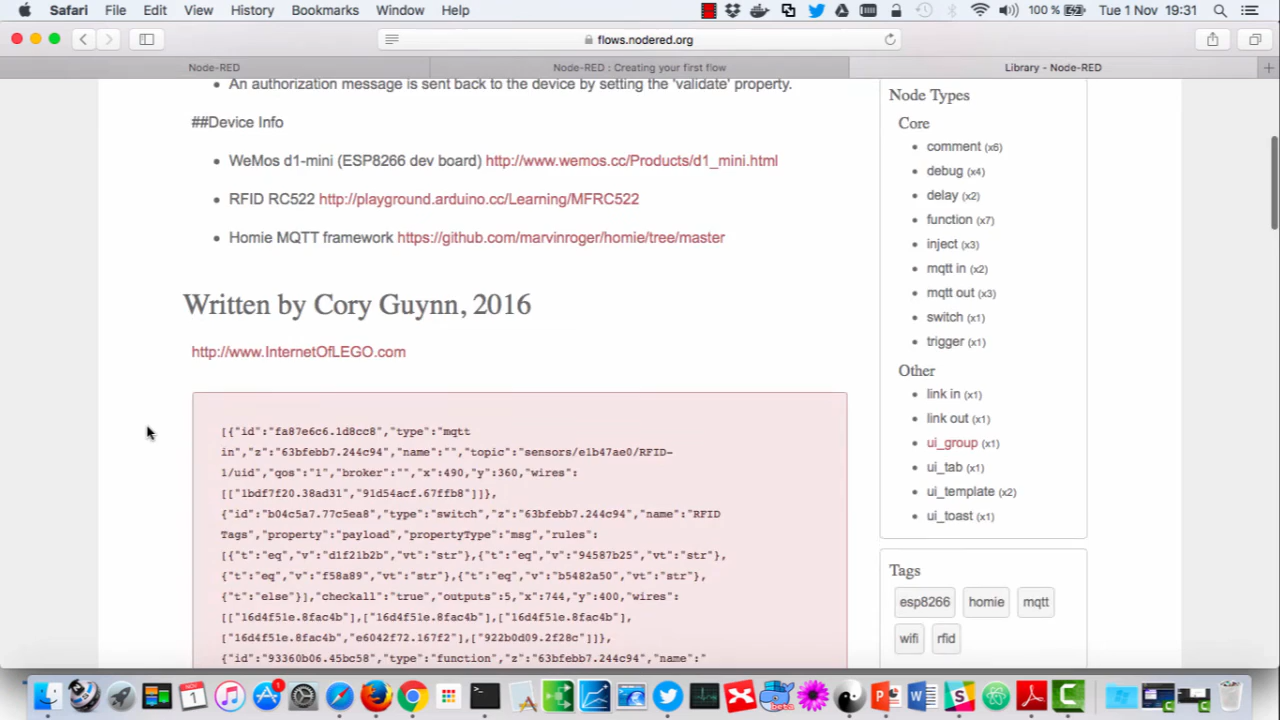 Safari File Edit View History Bookmarks Window Help 100 % Tue 1 Nov 19:31
flows.nodered.org
Node-RED Node-RED : Creating your first flow Library - Node-RED
An authorization message is sent back to the device by setting the 'validate' property.
##Device Info
WeMos d1-mini (ESP8266 dev board) http://www.wemos.cc/Products/d1_mini.html
RFID RC522 http://playground.arduino.cc/Learning/MFRC522
Homie MQTT framework https://github.com/marvinroger/homie/tree/master
Written by Cory Guynn, 2016
http://www.InternetOfLEGO.com
[{"id":"fa87e6c6.1d8cc8","type":"mqtt
in","z":"63bfebb7.244c94","name":"","topic":"sensors/e1b47ae0/RFID-
1/uid","qos":"1","broker":"","x":490,"y":360,"wires":
[["1bdf7f20.38ad31","91d54acf.67ffb8"]]},
{"id":"b04c5a7.77c5ea8","type":"switch","z":"63bfebb7.244c94","name":"RFID
Tags","property":"payload","propertyType":"msg","rules":
[{"t":"eq","v":"d1f21b2b","vt":"str"},{"t":"eq","v":"94587b25","vt":"str"},
{"t":"eq","v":"f58a89","vt":"str"},{"t":"eq","v":"b5482a50","vt":"str"},
{"t":"else"}],"checkall":"true","outputs":5,"x":744,"y":400,"wires":
[["16d4f51e.8fac4b"],["16d4f51e.8fac4b"],["16d4f51e.8fac4b"],
["16d4f51e.8fac4b","e6042f72.167f2"],["922b0d09.2f28c"]]},
{"id":"93360b06.45bc58","type":"function","z":"63bfebb7.244c94","name":"
Node Types
Core
comment (x6)
debug (x4)
delay (x2)
function (x7)
inject (x3)
mqtt in (x2)
mqtt out (x3)
switch (x1)
trigger (x1)
Other
link in (x1)
link out (x1)
ui_group (x1)
ui_tab (x1)
ui_template (x2)
ui_toast (x1)
Tags
esp8266 homie mqtt
wifi rfid